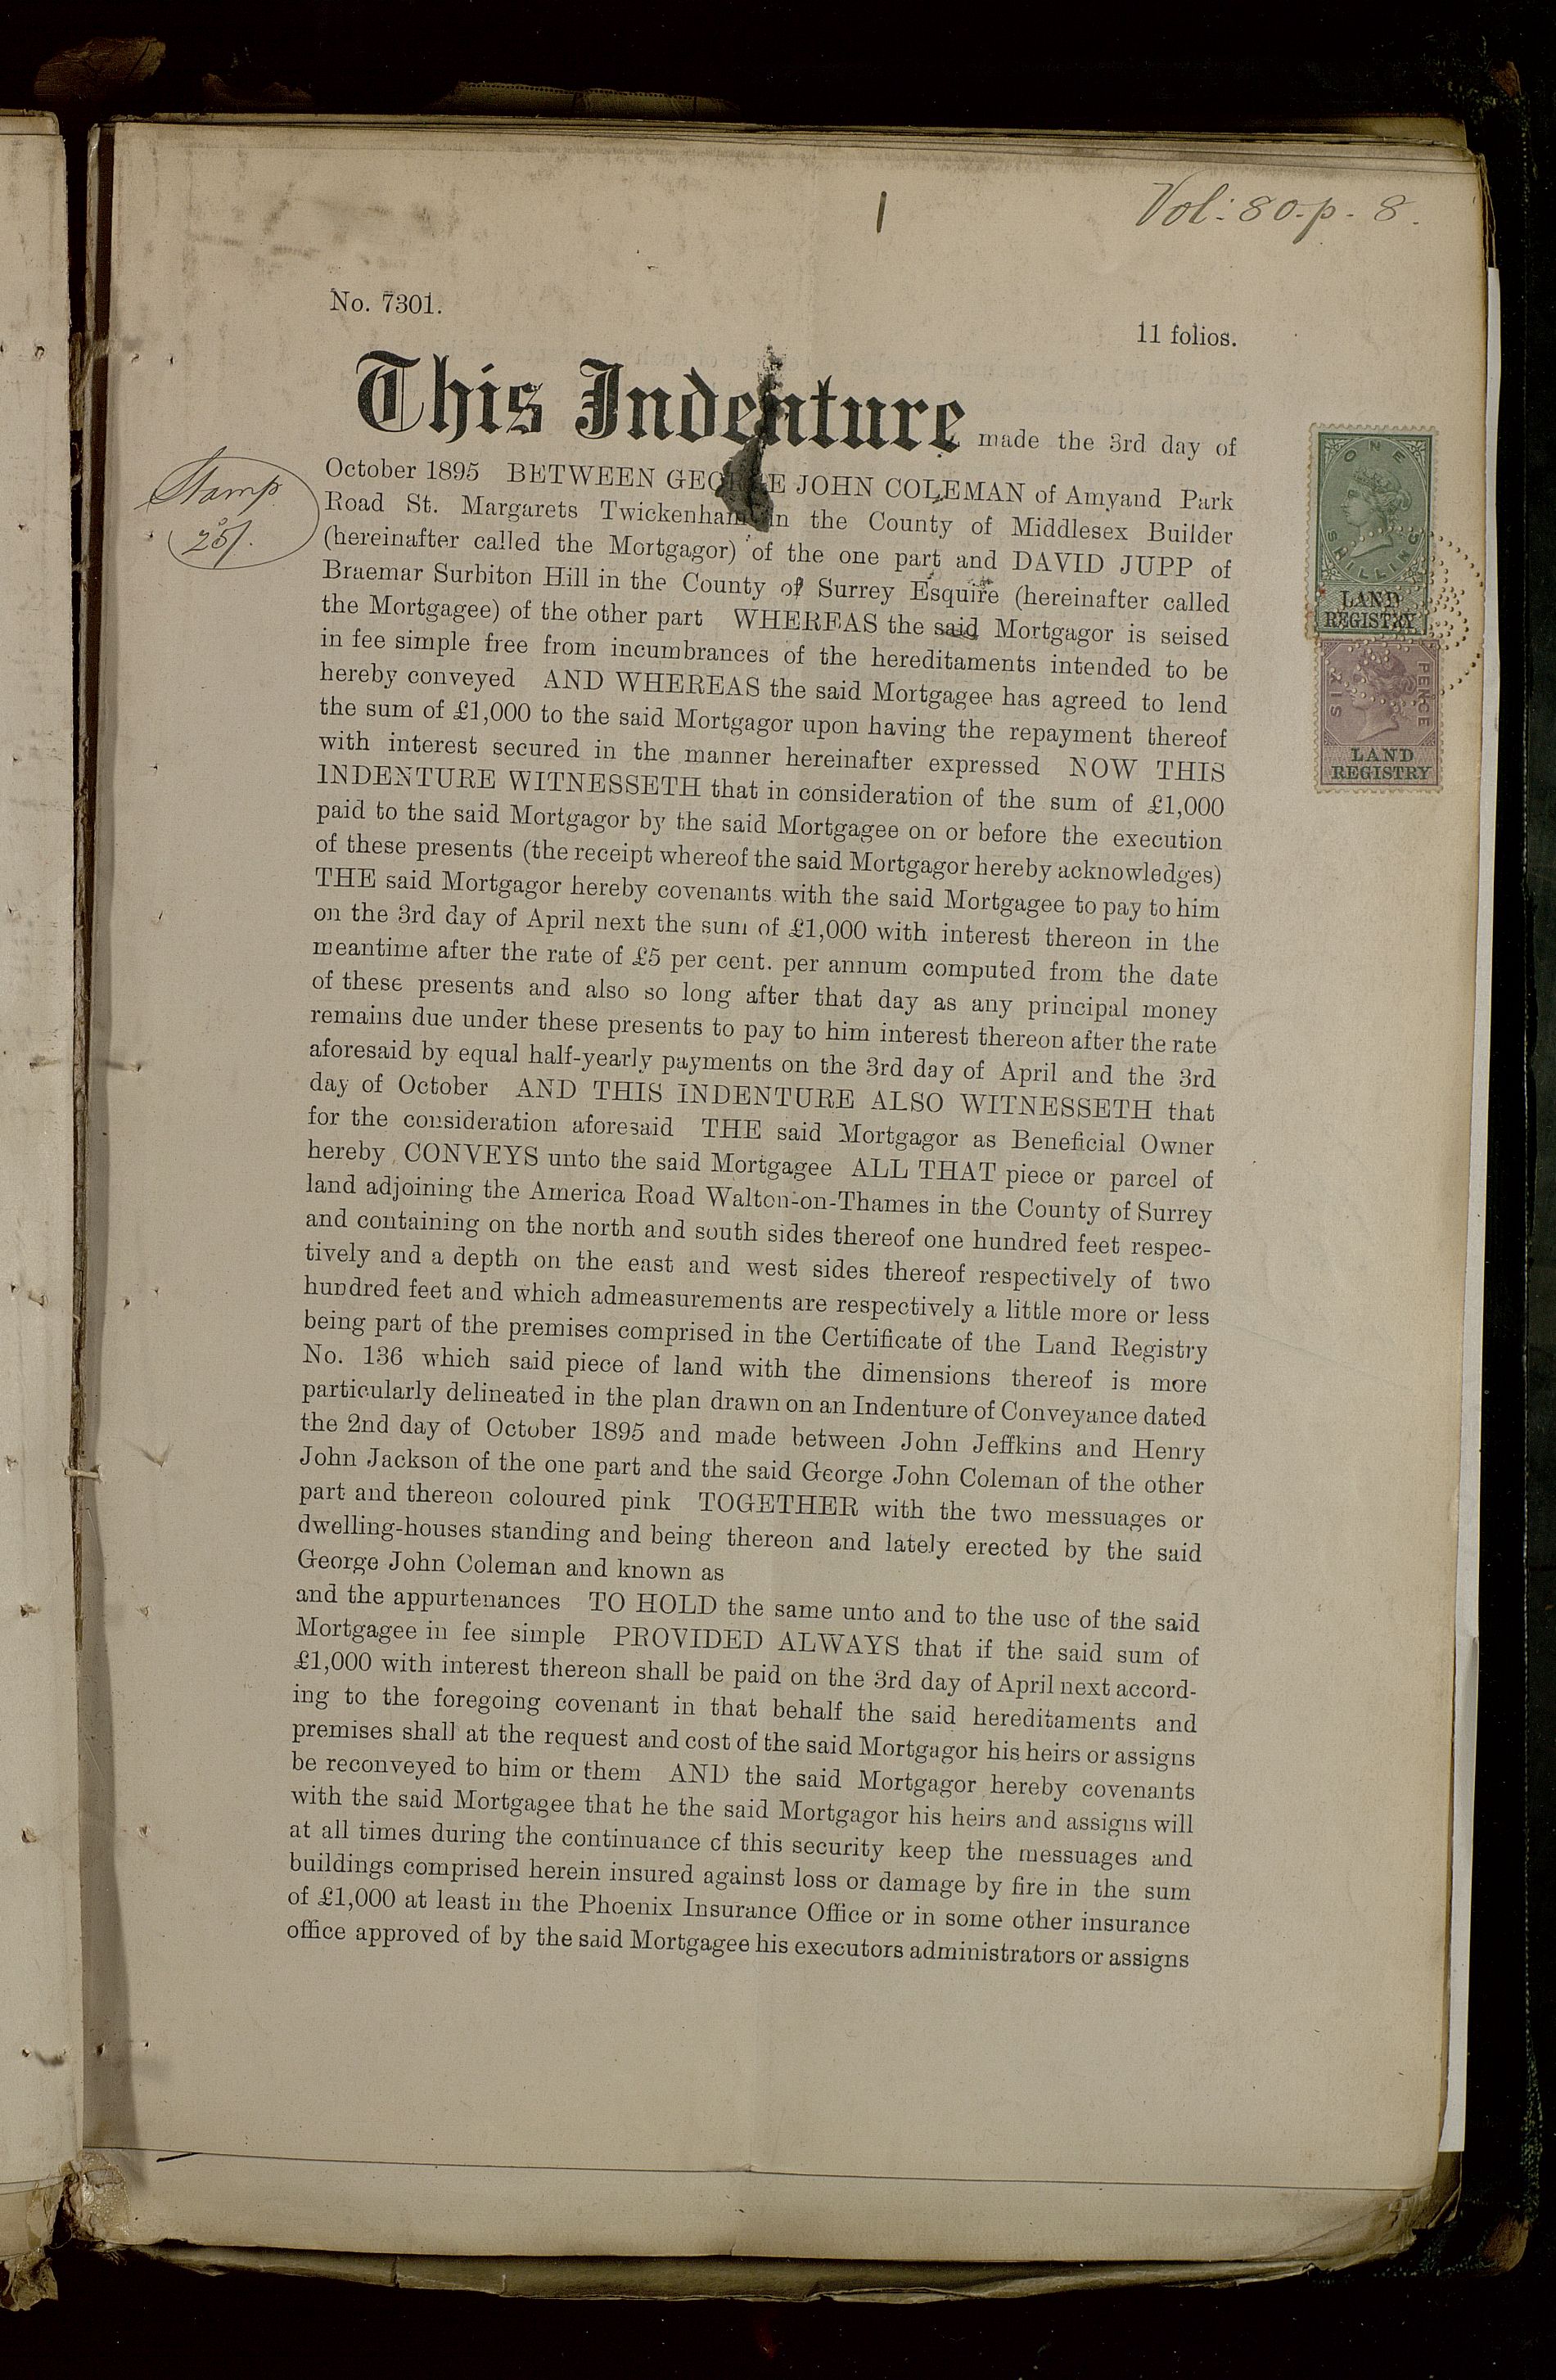 1
Vol: 80. p. 8.
No. 7301.
11 folios.
This Indenture made the 3rd day of
October 1895 BETWEEN GEORGE JOHN COLEMAN of Amyand Park
Road St. Margarets Twickenham in the County of Middlesex Builder
(hereinafter called the Mortgagor) of the one part and DAVID JUPP of
Braemar Surbiton Hill in the County of Surrey Esquire (hereinafter called
the Mortgagee) of the other part WHEREAS the said Mortgagor is seised
in fee simple free from incumbrances of the hereditaments intended to be
hereby conveyed AND WHEREAS the said Mortgagee has agreed to lend
the sum of £1,000 to the said Mortgagor upon having the repayment thereof
with interest secured in the manner hereinafter expressed NOW THIS
INDENTURE WITNESSETH that in consideration of the sum of £1,000
paid to the said Mortgagor by the said Mortgagee on or before the execution
of these presents (the receipt whereof the said Mortgagor hereby acknowledges)
THE said Mortgagor hereby covenants with the said Mortgagee to pay to him
on the 3rd day of April next the sum of £1,000 with interest thereon in the
meantime after the rate of £5 per cent. per annum computed from the date
of these presents and also so long after that day as any principal money
remains due under these presents to pay to him interest thereon after the rate
aforesaid by equal half-yearly payments on the 3rd day of April and the 3rd
day of October AND THIS INDENTURE ALSO WITNESSETH that
for the consideration aforesaid THE said Mortgagor as Beneficial Owner
hereby CONVEYS unto the said Mortgagee ALL THAT piece or parcel of
land adjoining the America Road Walton-on-Thames in the County of Surrey
and containing on the north and south sides thereof one hundred feet respec-
tively and a depth on the east and west sides thereof respectively of two
hundred feet and which admeasurements are respectively a little more or less
being part of the premises comprised in the Certificate of the Land Registry
No. 136 which said piece of land with the dimensions thereof is more
particularly delineated in the plan drawn on an Indenture of Conveyance dated
the 2nd day of October 1895 and made between John Jeffkins and Henry
John Jackson of the one part and the said George John Coleman of the other
part and thereon coloured pink TOGETHER with the two messuages or
dwelling-houses standing and being thereon and lately erected by the said
George John Coleman and known as
and the appurtenances TO HOLD the same unto and to the use of the said
Mortgagee in fee simple PROVIDED ALWAYS that if the said sum of
£1,000 with interest thereon shall be paid on the 3rd day of April next accord-
ing to the foregoing covenant in that behalf the said hereditaments and
premises shall at the request and cost of the said Mortgagor his heirs or assigns
be reconveyed to him or them AND the said Mortgagor hereby covenants
with the said Mortgagee that he the said Mortgagor his heirs and assigns will
at all times during the continuance of this security keep the messuages and
buildings comprised herein insured against loss or damage by fire in the sum
of £1,000 at least in the Phoenix Insurance Office or in some other insurance
office approved of by the said Mortgagee his executors administrators or assigns
Stamp
25/.
ONE
SHILLING
LAND
REGISTRY
SIX
PENCE
LAND
REGISTRY